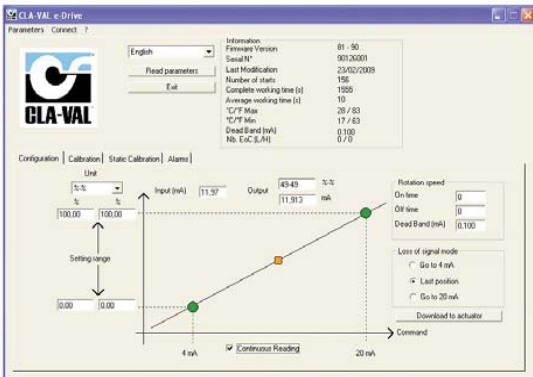 CLA-VAL e-Drive
Parameters Connect ?
CLA-VAL
English
Read parameters
Exit
Information
Firmware Version 81 - 90
Serial N° 90126001
Last Modification 23/02/2009
Number of starts 156
Complete working time (s) 1555
Average working time (s) 10
°C/°F Max 28 / 83
°C/°F Min 17 / 63
Dead Band (mA) 0.100
Nb. EoC (L/H) 0 / 0
Configuration Calibration Static Calibration Alarms
Unit
%-%
% %
100,00 100,00
Setting range
0,00 0,00
Input (mA) 11,97
Output 49-49 %-%
11,913 mA
4 mA
Continuous Reading
20 mA
Command
Rotation speed
On time 0
Off time 0
Dead Band (mA) 0,100
Loss of signal mode
Go to 4 mA
Last position
Go to 20 mA
Download to actuator